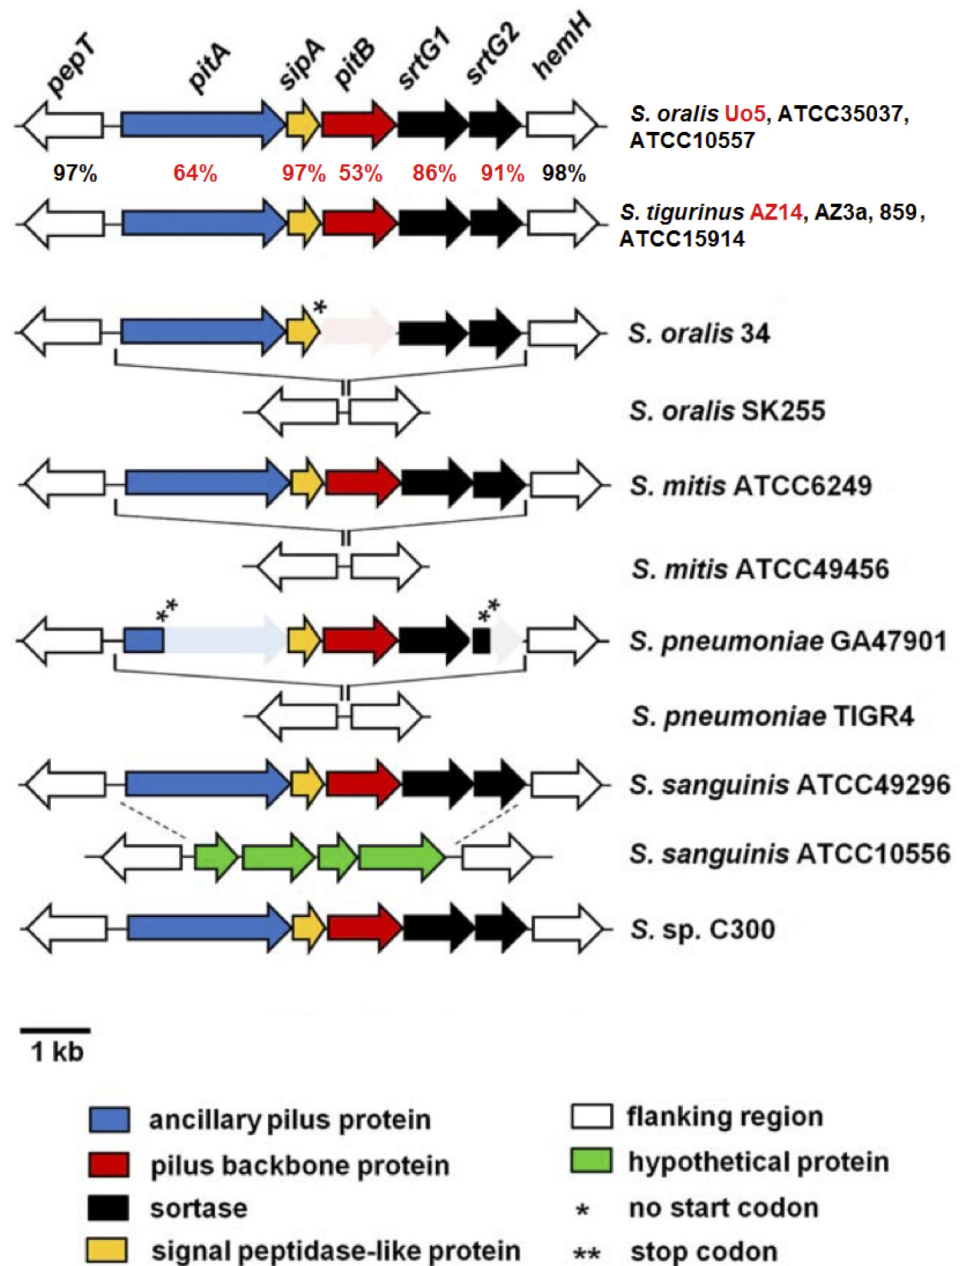 pepT pitA sipA pitB srtG1 srtG2 hemH
S. oralis Uo5, ATCC35037,
ATCC10557
97% 64% 97% 53% 86% 91% 98%
S. tigurinus AZ14, AZ3a, 859,
ATCC15914
*
S. oralis 34
S. oralis SK255
S. mitis ATCC6249
S. mitis ATCC49456
** **
S. pneumoniae GA47901
S. pneumoniae TIGR4
S. sanguinis ATCC49296
S. sanguinis ATCC10556
S. sp. C300
1 kb
ancillary pilus protein
pilus backbone protein
sortase
signal peptidase-like protein
flanking region
hypothetical protein
* no start codon
** stop codon